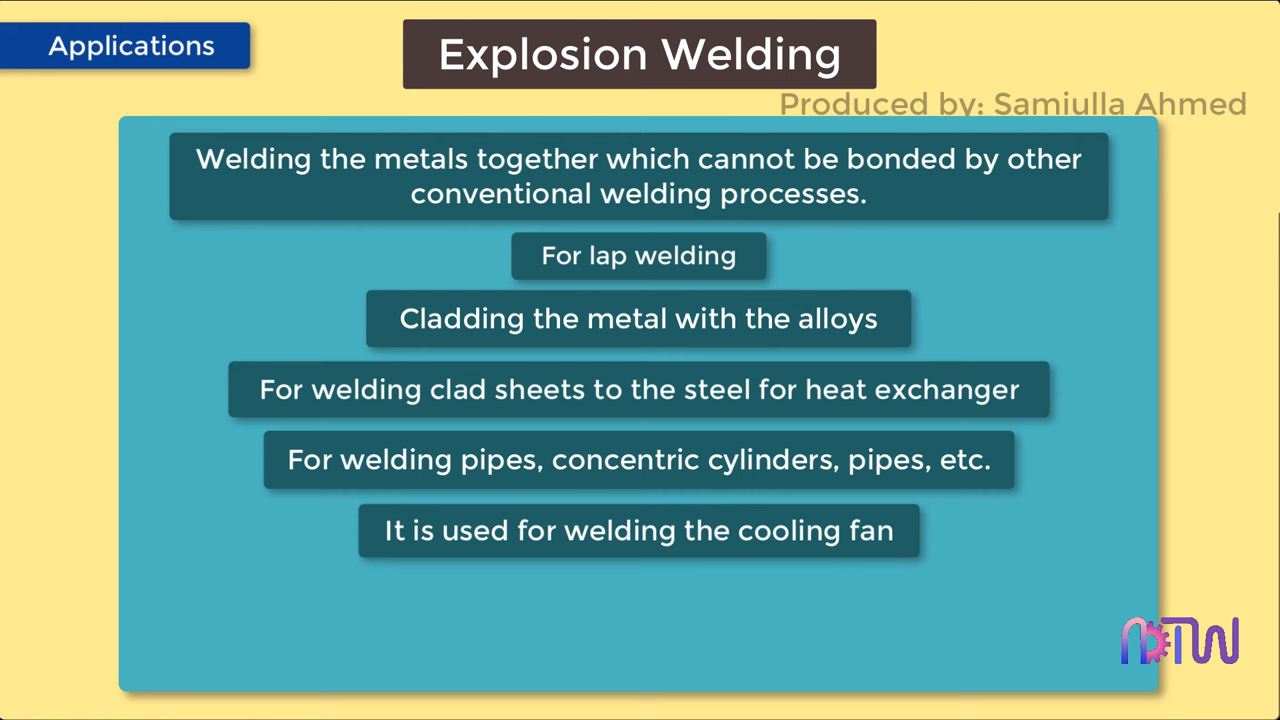 Applications
Explosion Welding
Produced by: Samiulla Ahmed
Welding the metals together which cannot be bonded by other
conventional welding processes.
For lap welding
Cladding the metal with the alloys
For welding clad sheets to the steel for heat exchanger
For welding pipes, concentric cylinders, pipes, etc.
It is used for welding the cooling fan